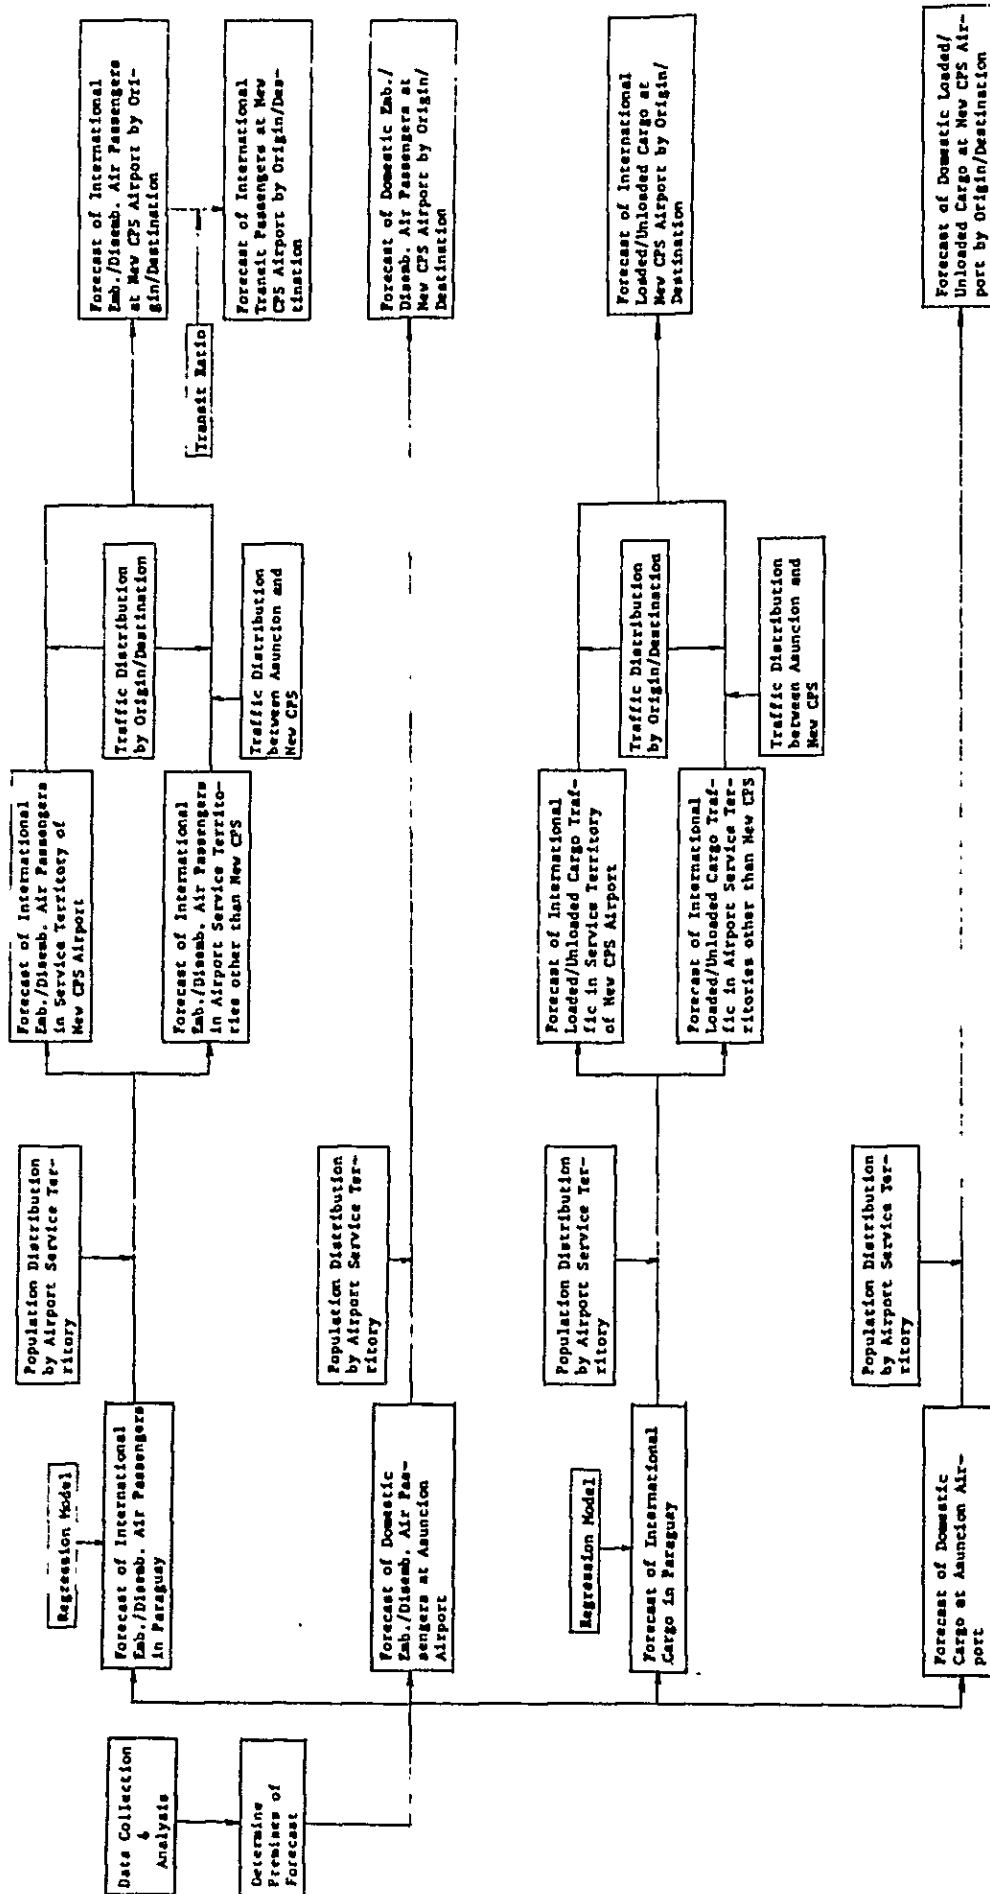 Data Collection
&
Analysis
Determine
Premises of
Forecast
Regression Model
Forecast of International
Emb./Disemb. Air Passengers
in Paraguay
Population Distribution
by Airport Service Ter-
ritory
Forecast of International
Emb./Disemb. Air Passengers
in Service Territory of
New CPS Airport
Forecast of International
Emb./Disemb. Air Passengers
in Airport Service Territo-
ries other than New CPS
Traffic Distribution
by Origin/Destination
Traffic Distribution
between Asuncion and
New CPS
Forecast of International
Emb./Disemb. Air Passengers
at New CPS Airport by Ori-
gin/Destination
Transit Ratio
Forecast of International
Transit Passengers at New
CPS Airport by Origin/Des-
tination
Forecast of Domestic
Emb./Disemb. Air Pas-
sengers at Asuncion
Airport
Population Distribution
by Airport Service Ter-
ritory
Forecast of Domestic Emb./
Disemb. Air Passengers at
New CPS Airport by Origin/
Destination
Regression Model
Forecast of International
Cargo in Paraguay
Population Distribution
by Airport Service Ter-
ritory
Forecast of International
Loaded/Unloaded Cargo Traf-
fic in Service Territory
of New CPS Airport
Forecast of International
Loaded/Unloaded Cargo Traf-
fic in Airport Service Ter-
ritories other than New CPS
Traffic Distribution
by Origin/Destination
Traffic Distribution
between Asuncion and
New CPS
Forecast of International
Loaded/Unloaded Cargo at
New CPS Airport by Origin/
Destination
Forecast of Domestic
Cargo at Asuncion Air-
port
Population Distribution
by Airport Service Ter-
ritory
Forecast of Domestic Loaded/
Unloaded Cargo at New CPS Air-
port by Origin/Destination